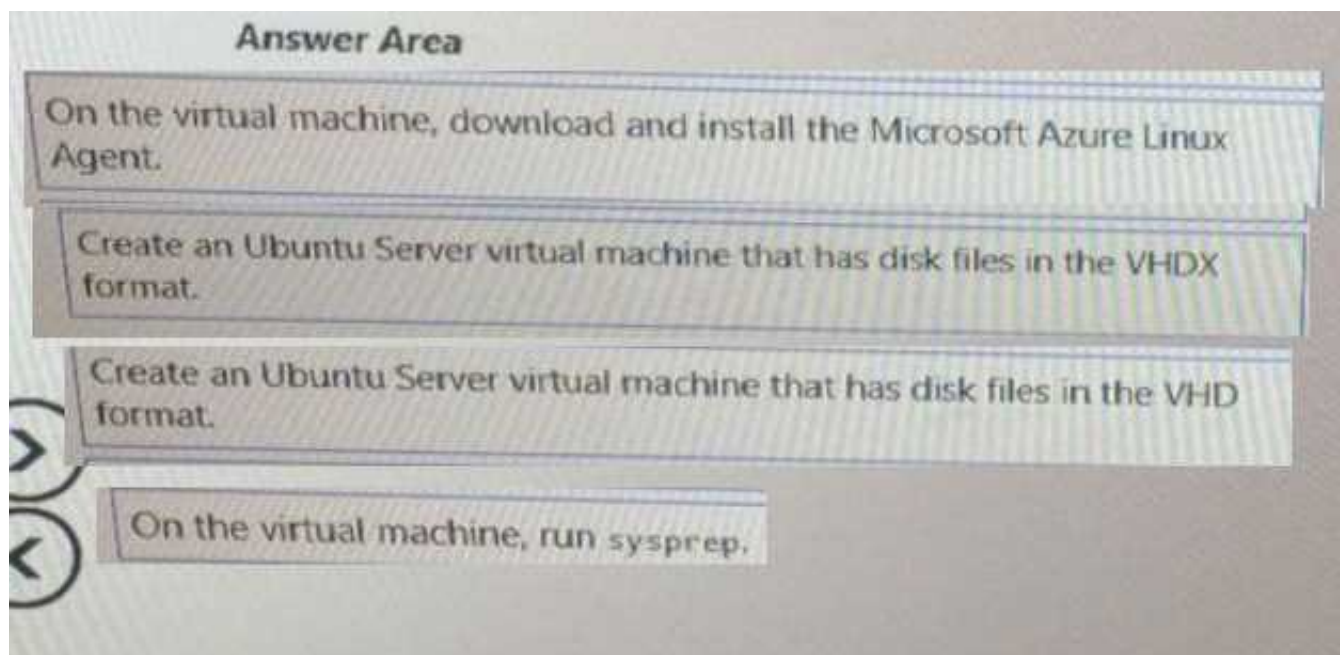 Answer Area
On the virtual machine, download and install the Microsoft Azure Linux
Agent.
Create an Ubuntu Server virtual machine that has disk files in the VHDX
format.
Create an Ubuntu Server virtual machine that has disk files in the VHD
format.
On the virtual machine, run sysprep.